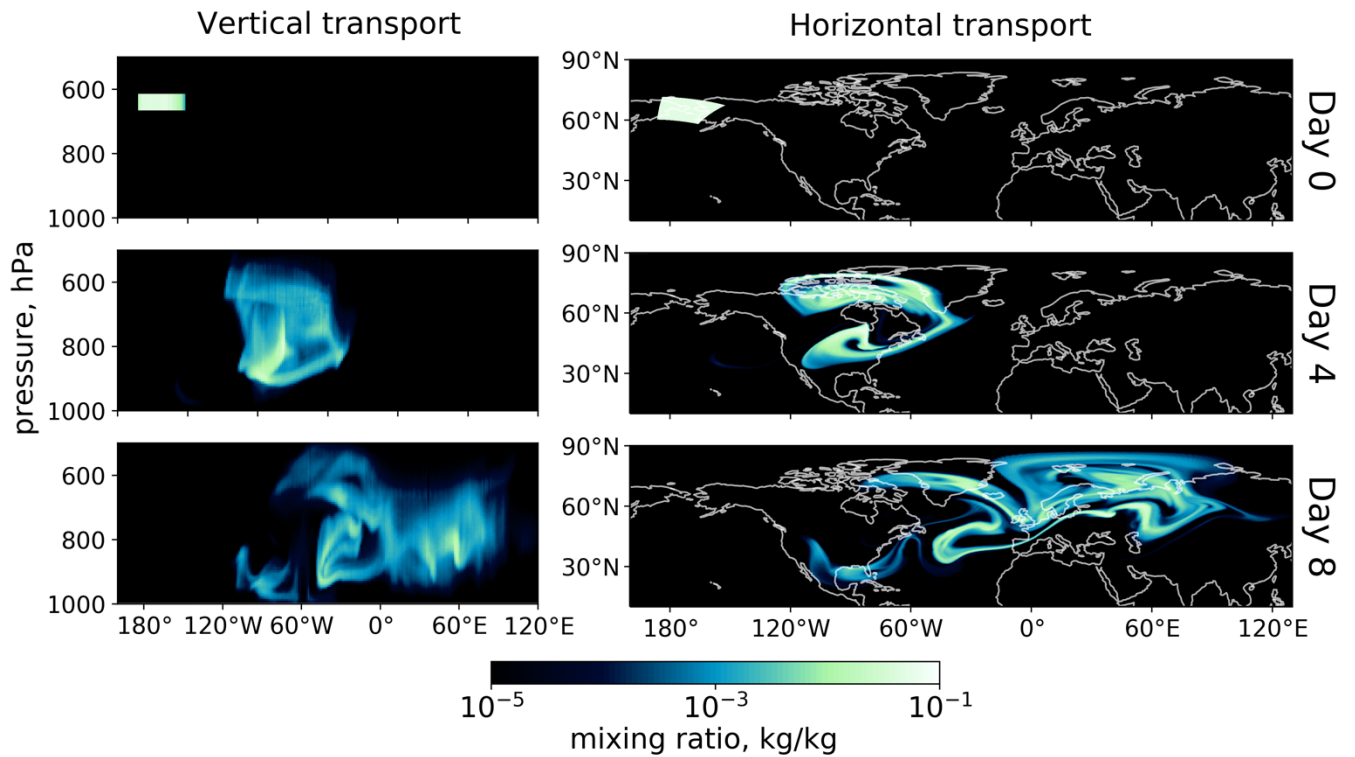 Vertical transport
Horizontal transport
600
800
1000
90°N
60°N
30°N
Day 0
pressure, hPa
600
800
1000
90°N
60°N
30°N
Day 4
600
800
1000
90°N
60°N
30°N
Day 8
180° 120°W 60°W 0° 60°E 120°E
180° 120°W 60°W 0° 60°E 120°E
10⁻⁵ 10⁻³ 10⁻¹
mixing ratio, kg/kg